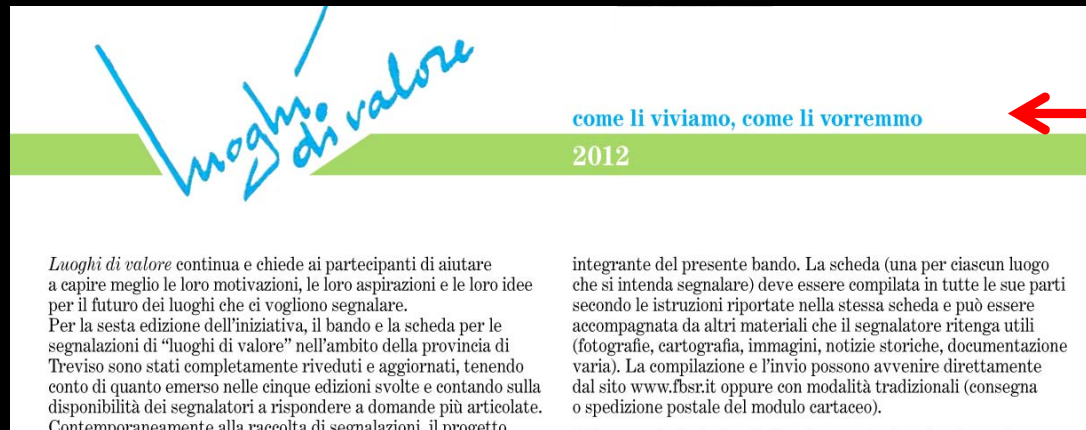 luoghi di valore
come li viviamo, come li vorremmo
2012
Luoghi di valore continua e chiede ai partecipanti di aiutare
a capire meglio le loro motivazioni, le loro aspirazioni e le loro idee
per il futuro dei luoghi che ci vogliono segnalare.
Per la sesta edizione dell'iniziativa, il bando e la scheda per le
segnalazioni di “luoghi di valore” nell'ambito della provincia di
Treviso sono stati completamente riveduti e aggiornati, tenendo
conto di quanto emerso nelle cinque edizioni svolte e contando sulla
disponibilità dei segnalatori a rispondere a domande più articolate.
Contemporaneamente alla raccolta di segnalazioni, il progetto
integrante del presente bando. La scheda (una per ciascun luogo
che si intenda segnalare) deve essere compilata in tutte le sue parti
secondo le istruzioni riportate nella stessa scheda e può essere
accompagnata da altri materiali che il segnalatore ritenga utili
(fotografie, cartografia, immagini, notizie storiche, documentazione
varia). La compilazione e l'invio possono avvenire direttamente
dal sito www.fbsr.it oppure con modalità tradizionali (consegna
o spedizione postale del modulo cartaceo).